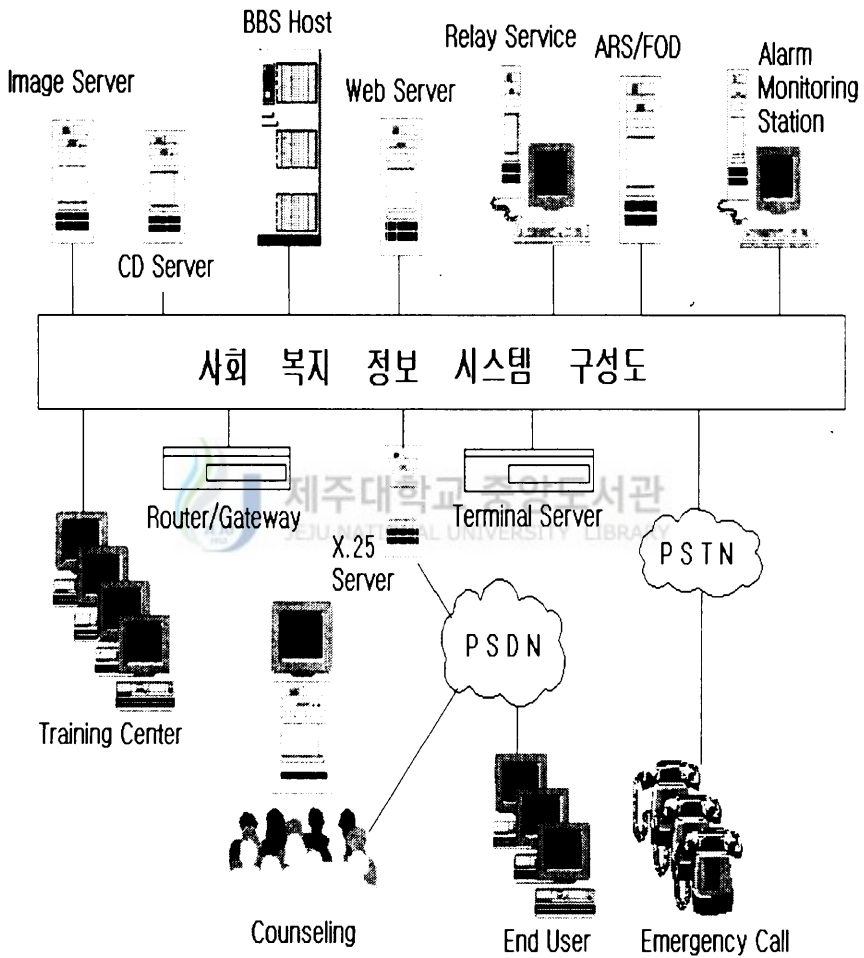 BBS Host
Relay Service
ARS/FOD
Alarm
Monitoring
Station
Image Server
Web Server
CD Server
사회 복지 정보 시스템 구성도
제주대학교 중앙도서관
JEJU NATIONAL UNIVERSITY LIBRARY
Router/Gateway
Terminal Server
X.25
Server
PSTN
PSDN
Training Center
Counseling
End User
Emergency Call